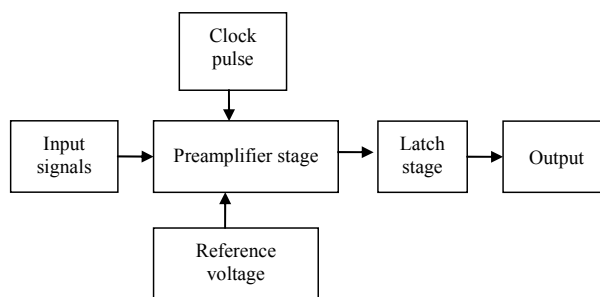 Clock
pulse
Input
signals
Preamplifier stage
Latch
stage
Output
Reference
voltage